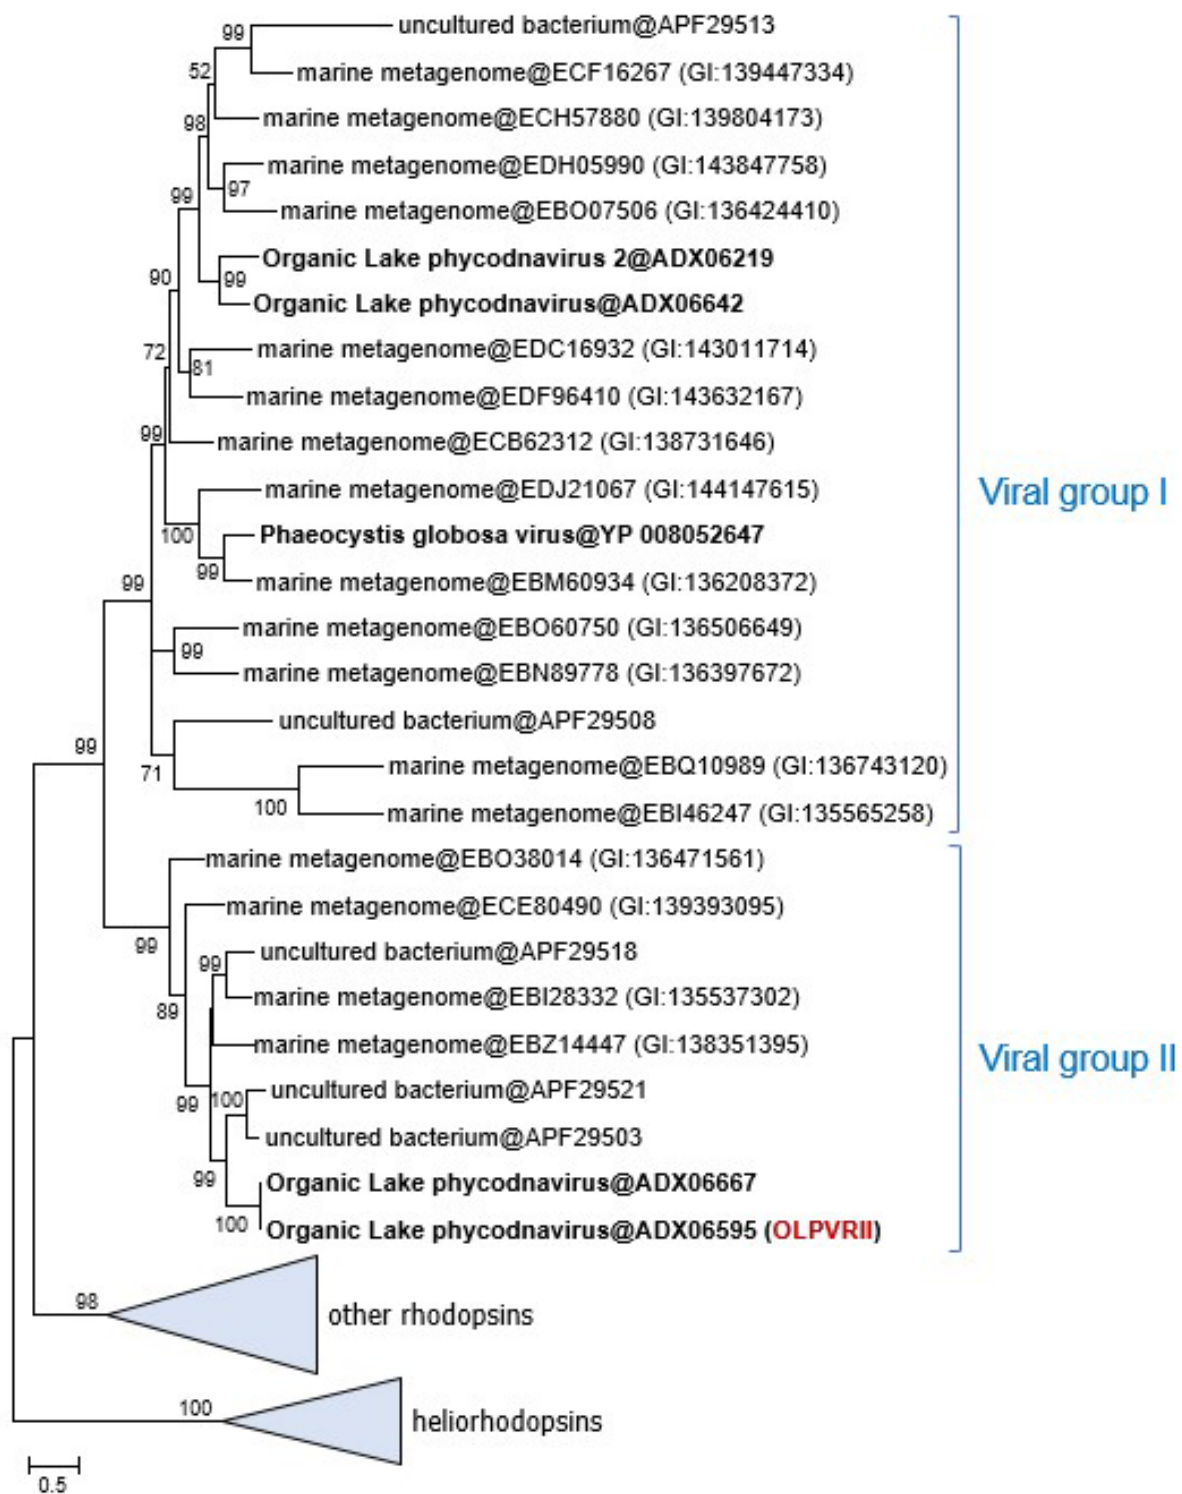 uncultured bacterium@APF29513
99
marine metagenome@ECF16267 (GI:139447334)
52
marine metagenome@ECH57880 (GI:139804173)
98
marine metagenome@EDH05990 (GI:143847758)
97
99
marine metagenome@EBO07506 (GI:136424410)
Organic Lake phycodnavirus 2@ADX06219
99
90
Organic Lake phycodnavirus@ADX06642
marine metagenome@EDC16932 (GI:143011714)
72
81
marine metagenome@EDF96410 (GI:143632167)
99
marine metagenome@ECB62312 (GI:138731646)
marine metagenome@EDJ21067 (GI:144147615)
Viral group I
100
Phaeocystis globosa virus@YP 008052647
99
99
marine metagenome@EBM60934 (GI:136208372)
marine metagenome@EBO60750 (GI:136506649)
99
marine metagenome@EBN89778 (GI:136397672)
uncultured bacterium@APF29508
99
71
marine metagenome@EBQ10989 (GI:136743120)
100
marine metagenome@EBI46247 (GI:135565258)
marine metagenome@EBO38014 (GI:136471561)
marine metagenome@ECE80490 (GI:139393095)
99
uncultured bacterium@APF29518
99
marine metagenome@EBI28332 (GI:135537302)
89
marine metagenome@EBZ14447 (GI:138351395)
Viral group II
uncultured bacterium@APF29521
99
100
uncultured bacterium@APF29503
99
Organic Lake phycodnavirus@ADX06667
100
Organic Lake phycodnavirus@ADX06595 (OLPVRII)
98
other rhodopsins
100
heliorhodopsins
0.5